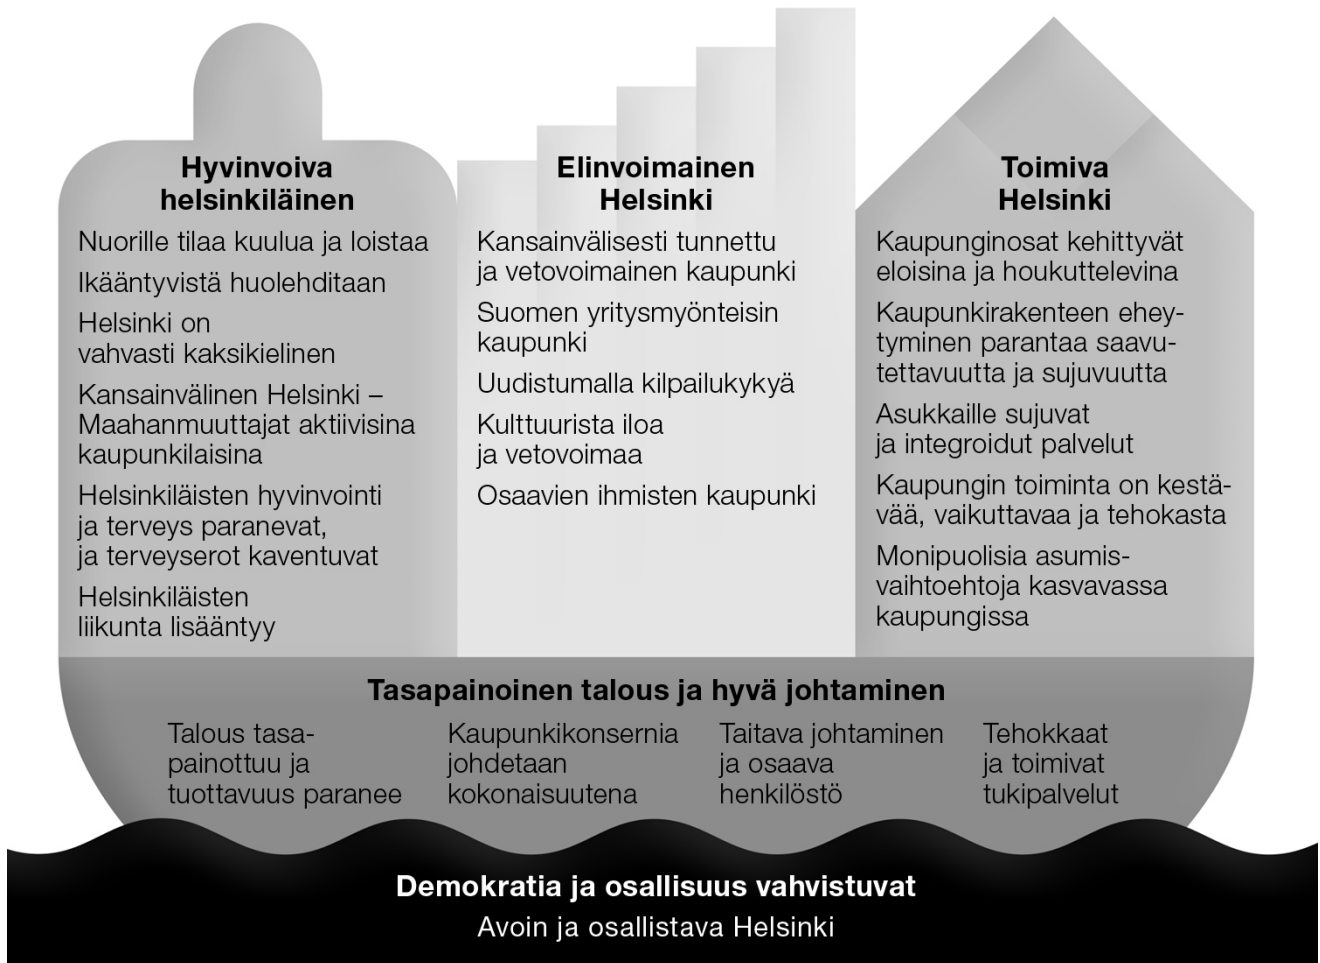 Hyvinvoiva
helsinkiläinen
Nuorille tilaa kuulua ja loistaa
Ikääntyvistä huolehditaan
Helsinki on
vahvasti kaksikielinen
Kansainvälinen Helsinki –
Maahanmuuttajat aktiivisina
kaupunkilaisina
Helsinkiläisten hyvinvointi
ja terveys paranevat,
ja terveyserot kaventuvat
Helsinkiläisten
liikunta lisääntyy
Elinvoimainen
Helsinki
Kansainvälisesti tunnettu
ja vetovoimainen kaupunki
Suomen yritysmyönteisin
kaupunki
Uudistumalla kilpailukykyä
Kulttuurista iloa
ja vetovoimaa
Osaavien ihmisten kaupunki
Toimiva
Helsinki
Kaupunginosat kehittyvät
eloisina ja houkuttelevina
Kaupunkirakenteen ehey-
tyminen parantaa saavu-
tettavuutta ja sujuvuutta
Asukkaille sujuvat
ja integroidut palvelut
Kaupungin toiminta on kestä-
vää, vaikuttavaa ja tehokasta
Monipuolisia asumis-
vaihtoehtoja kasvavassa
kaupungissa
Tasapainoinen talous ja hyvä johtaminen
Talous tasa-
painottuu ja
tuottavuus paranee
Kaupunkikonsernia
johdetaan
kokonaisuutena
Taitava johtaminen
ja osaava
henkilöstö
Tehokkaat
ja toimivat
tukipalvelut
Demokratia ja osallisuus vahvistuvat
Avoin ja osallistava Helsinki